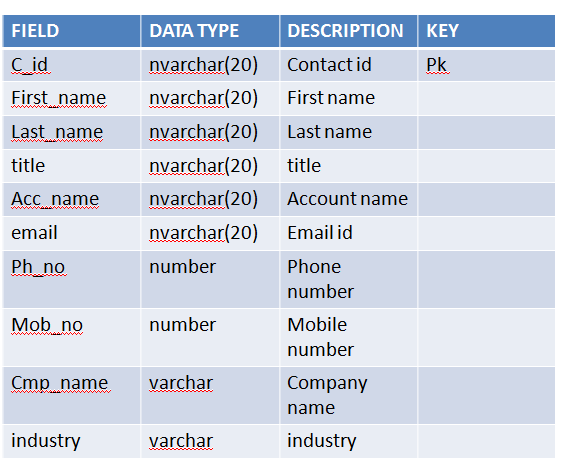 FIELD DATA TYPE DESCRIPTION KEY
C_id nvarchar(20) Contact id Pk
First_name nvarchar(20) First name
Last_name nvarchar(20) Last name
title nvarchar(20) title
Acc_name nvarchar(20) Account name
email nvarchar(20) Email id
Ph_no number Phone
number
Mob_no number Mobile
number
Cmp_name varchar Company
name
industry varchar industry